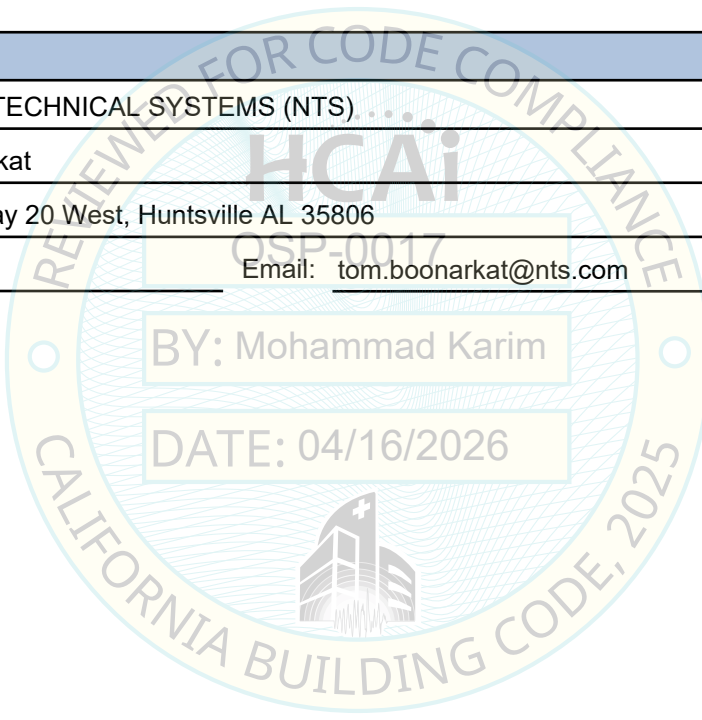 REVIEWED FOR CODE COMPLIANCE
TECHNICAL SYSTEMS (NTS)
HCAi
kat
ay 20 West, Huntsville AL 35806
OSP-0017
Email: tom.boonarkat@nts.com
BY: Mohammad Karim
DATE: 04/16/2026
CALIFORNIA BUILDING CODE, 2025